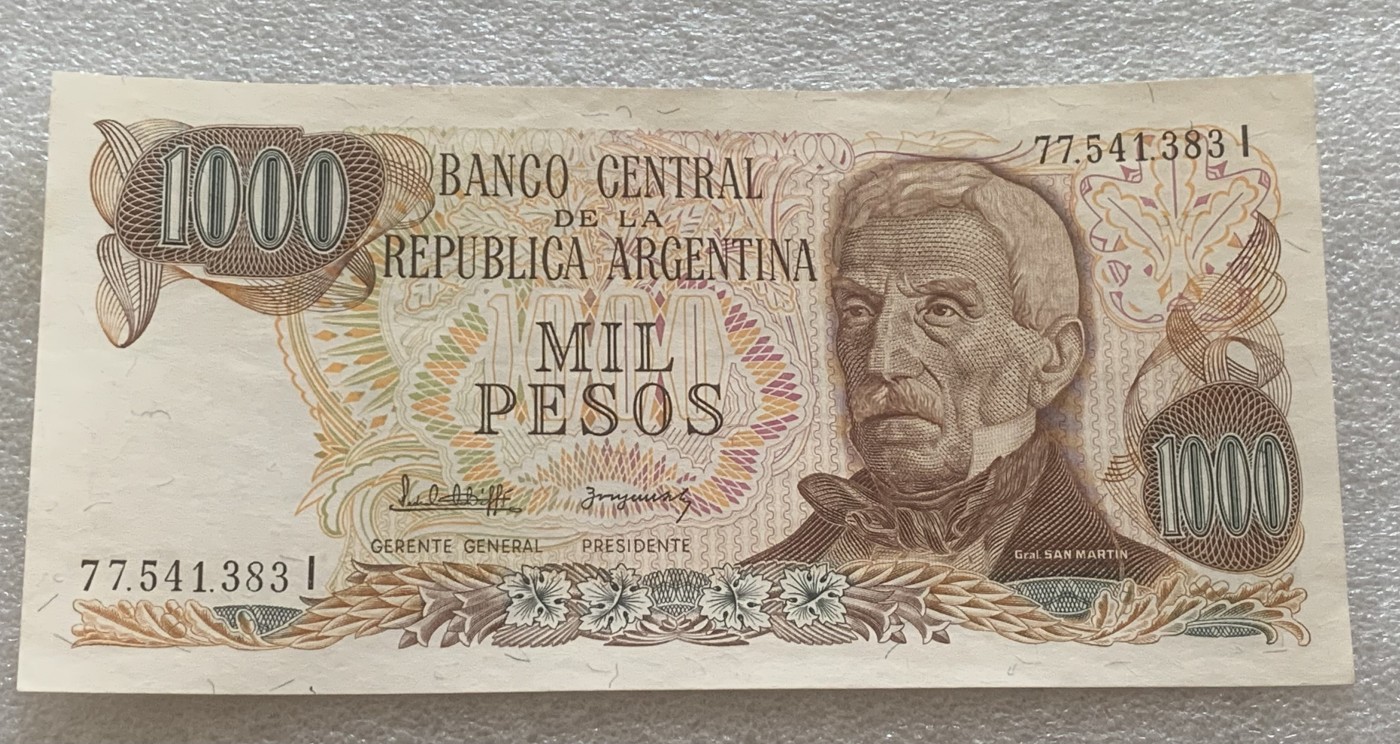 1000
77.541.383 I
BANCO CENTRAL
DE LA
REPUBLICA ARGENTINA
1000
MIL
PESOS
GERENTE GENERAL PRESIDENTE
Gral. SAN MARTIN
1000
77.541.383 I